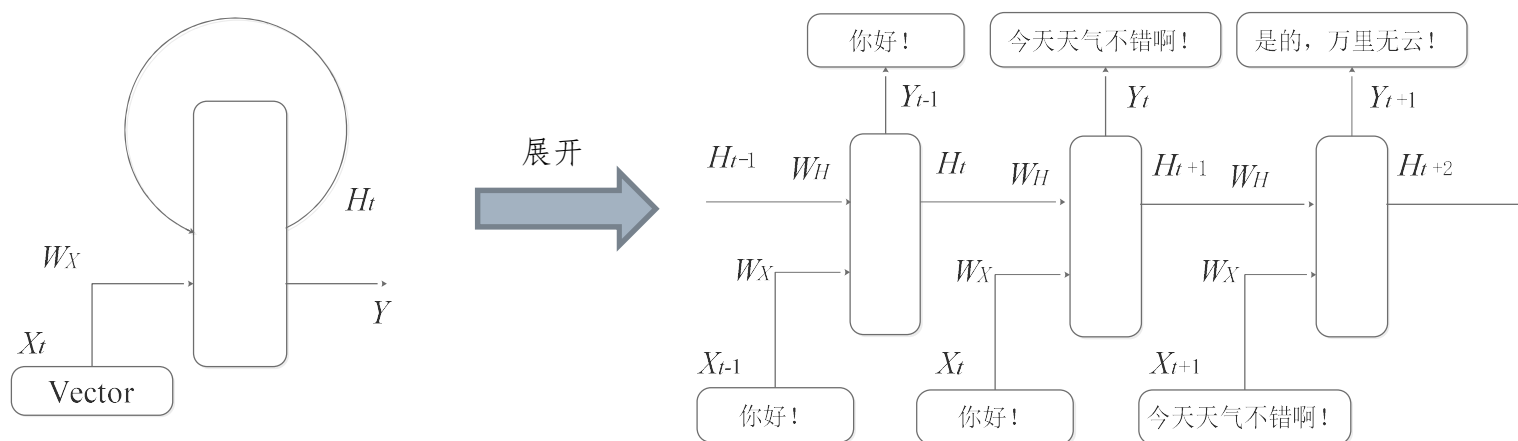 Ht
WX
Y
Xt
Vector
展开
你好！
今天天气不错啊！
是的，万里无云！
Yt-1
Yt
Yt+1
Ht-1
WH
Ht
WH
Ht+1
WH
Ht+2
WX
WX
WX
Xt-1
Xt
Xt+1
你好！
你好！
今天天气不错啊！